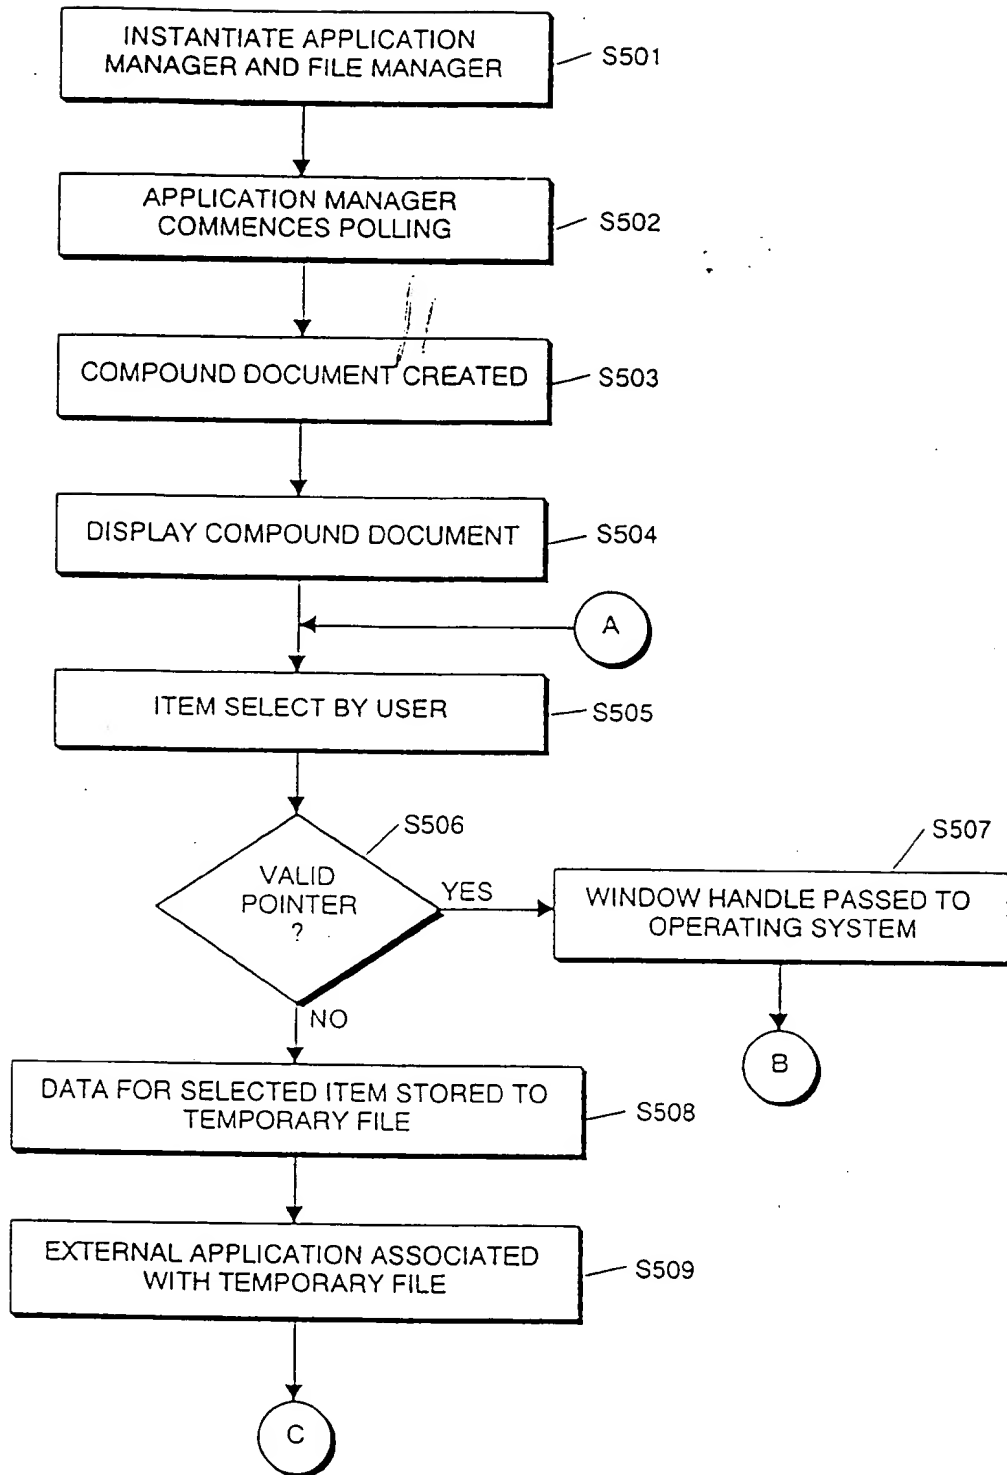 INSTANTIATE APPLICATION
MANAGER AND FILE MANAGER
S501
APPLICATION MANAGER
COMMENCES POLLING
S502
COMPOUND DOCUMENT CREATED
S503
DISPLAY COMPOUND DOCUMENT
S504
A
ITEM SELECT BY USER
S505
S506
VALID
POINTER
?
YES
S507
WINDOW HANDLE PASSED TO
OPERATING SYSTEM
B
NO
DATA FOR SELECTED ITEM STORED TO
TEMPORARY FILE
S508
EXTERNAL APPLICATION ASSOCIATED
WITH TEMPORARY FILE
S509
C